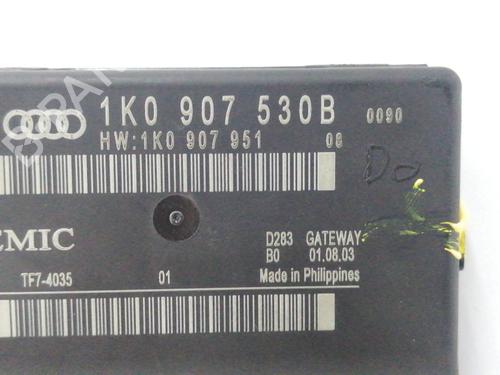 1K0 907 530B 0090
HW:1K0 907 951 08
Do
EMIC
D283 GATEWAY
B0 01.08.03
TF7-4035 01 Made in Philippines